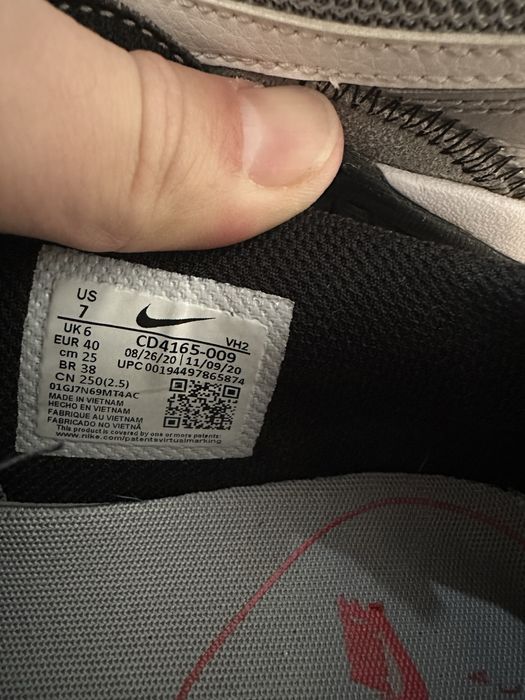 US
7
UK 6
EUR 40
cm 25
BR 38
CN 250(2.5)
VH2
CD4165-009
08/26/20 | 11/09/20
UPC 00194497865874
01GJ7N69MT4AC
MADE IN VIETNAM
HECHO EN VIETNAM
FABRIQUE AU VIETNAM
FABRICADO NO VIETNÃ
This product is covered by one or more patents:
www.nike.com/patentsvirtualmarking